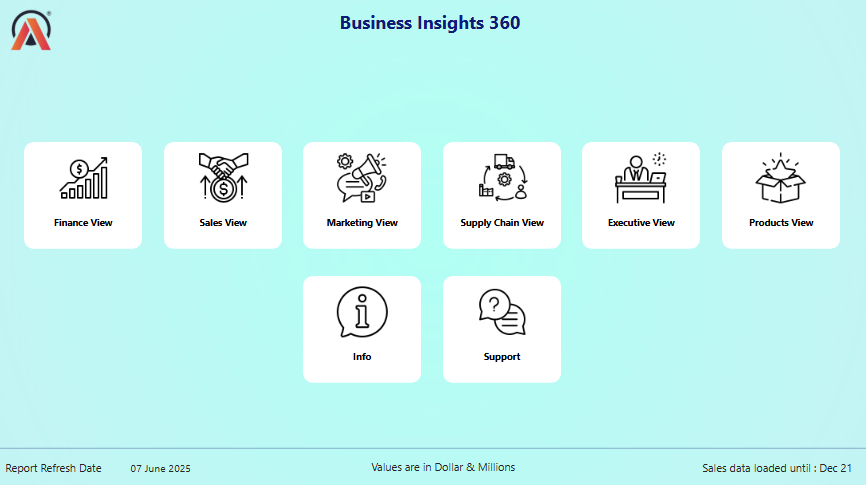 Business Insights 360
Finance View
Sales View
Marketing View
Supply Chain View
Executive View
Products View
Info
Support
Report Refresh Date 07 June 2025 Values are in Dollar & Millions Sales data loaded until : Dec 21